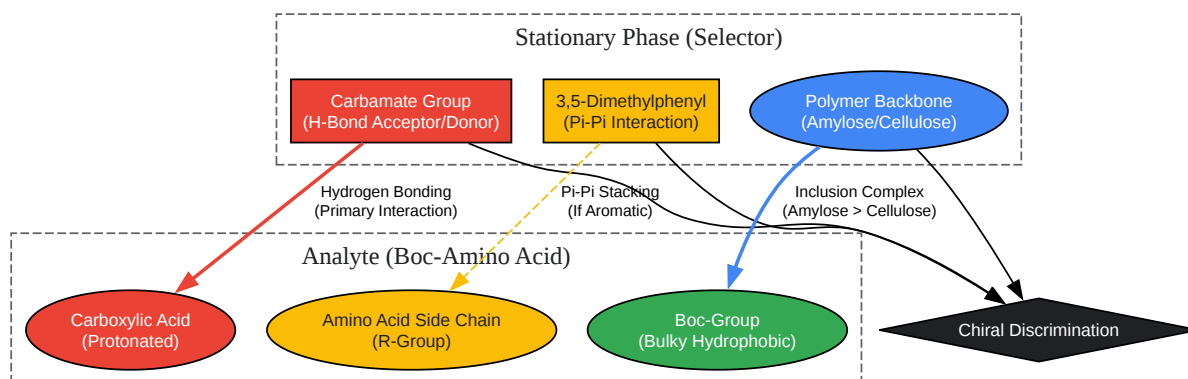 Stationary Phase (Selector)
Carbamate Group
(H-Bond Acceptor/Donor)
3,5-Dimethylphenyl
(Pi-Pi Interaction)
Polymer Backbone
(Amylose/Cellulose)
Hydrogen Bonding
(Primary Interaction)
Pi-Pi Stacking
(If Aromatic)
Inclusion Complex
(Amylose > Cellulose)
Analyte (Boc-Amino Acid)
Carboxylic Acid
(Protonated)
Amino Acid Side Chain
(R-Group)
Boc-Group
(Bulky Hydrophobic)
Chiral Discrimination